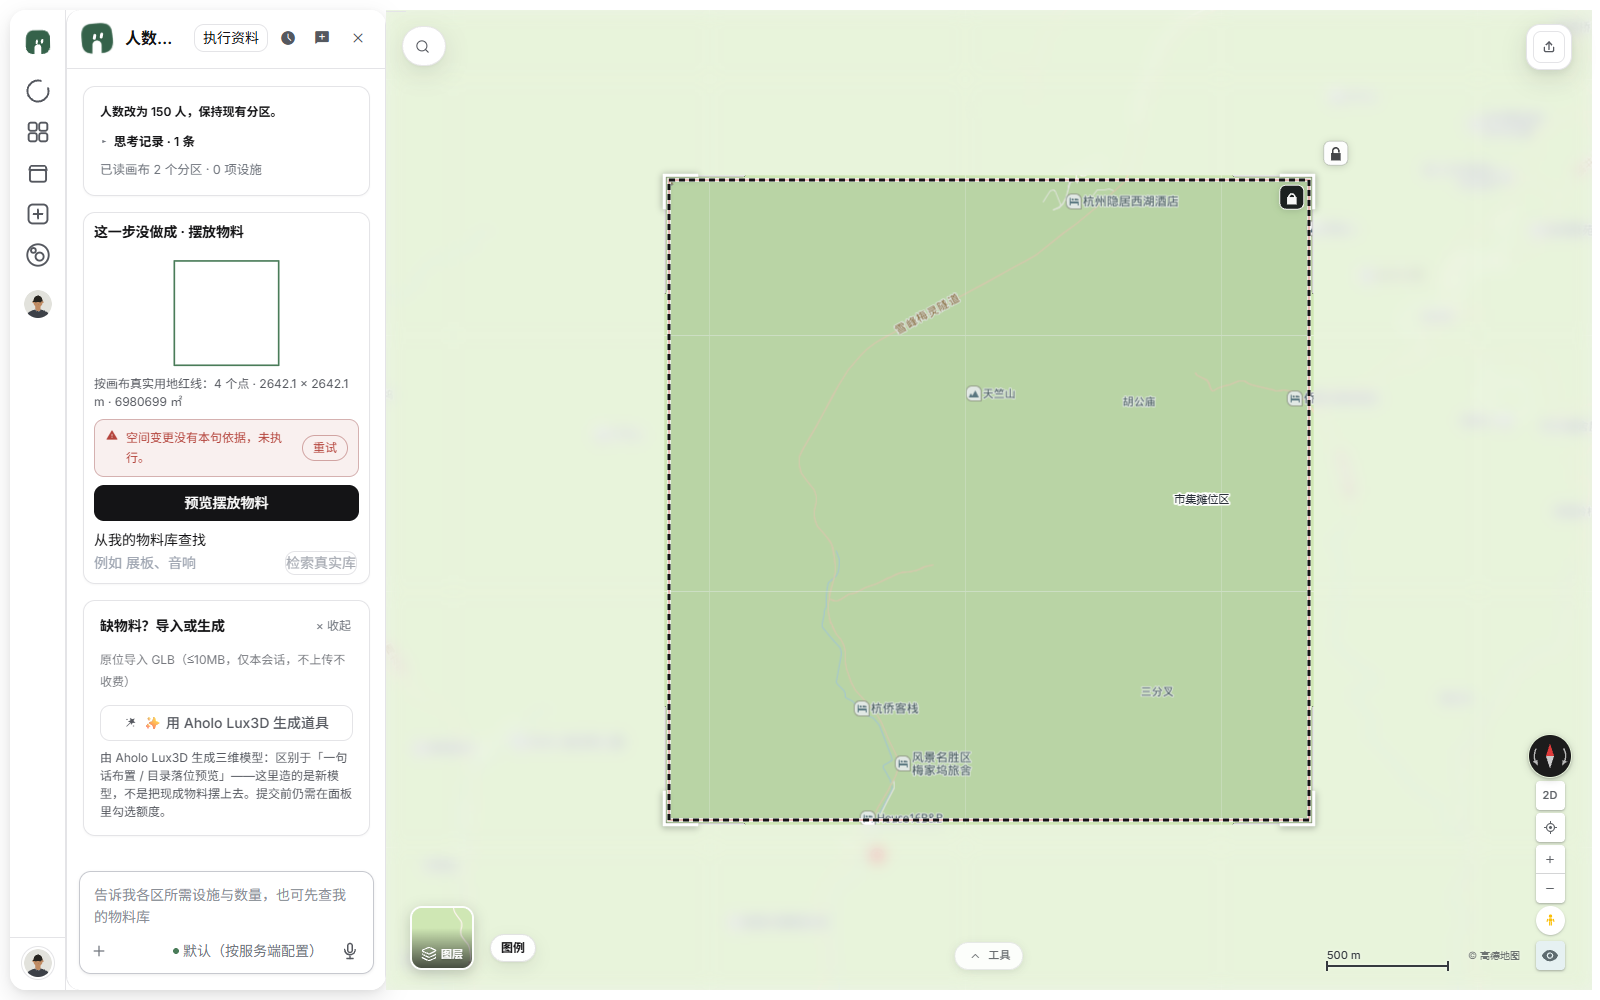 人数...
执行资料
人数改为 150 人，保持现有分区。
思考记录 · 1 条
已读画布 2 个分区 · 0 项设施
这一步没做成 · 摆放物料
按画布真实用地红线：4 个点 · 2642.1 × 2642.1
m · 6980699 ㎡
空间变更没有本句依据，未执
行。
重试
预览摆放物料
从我的物料库查找
例如 展板、音响
检索真实库
缺物料？导入或生成
× 收起
原位导入 GLB（≤10MB，仅本会话，不上传不
收费）
✨ 用 Aholo Lux3D 生成道具
由 Aholo Lux3D 生成三维模型：区别于「一句
话布置 / 目录落位预览」——这里造的是新模
型，不是把现成物料摆上去。提交前仍需在面板
里勾选额度。
告诉我各区所需设施与数量，也可先查我
的物料库
默认（按服务端配置）
杭州隐居西湖酒店
雪峰梅灵隧道
天竺山
胡公庙
市集摊位区
三分叉
杭侨客栈
风景名胜区
梅家坞旅舍
图层
图例
工具
2D
500 m
© 高德地图